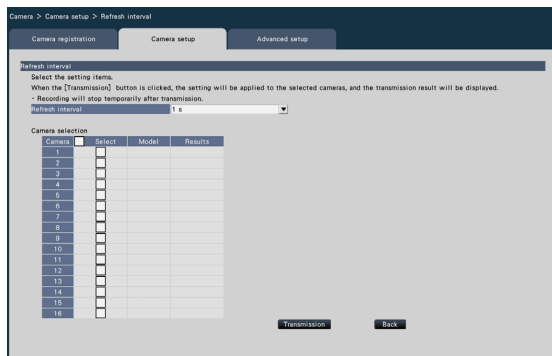 Camera > Camera setup > Refresh interval
Camera registration Camera setup Advanced setup
Refresh interval
Select the setting items.
When the [Transmission] button is clicked, the setting will be applied to the selected cameras, and the transmission result will be displayed.
・Recording will stop temporarily after transmission.
Refresh interval 1 s
Camera selection
Camera Select Model Results
1
2
3
4
5
6
7
8
9
10
11
12
13
14
15
16
Transmission Back